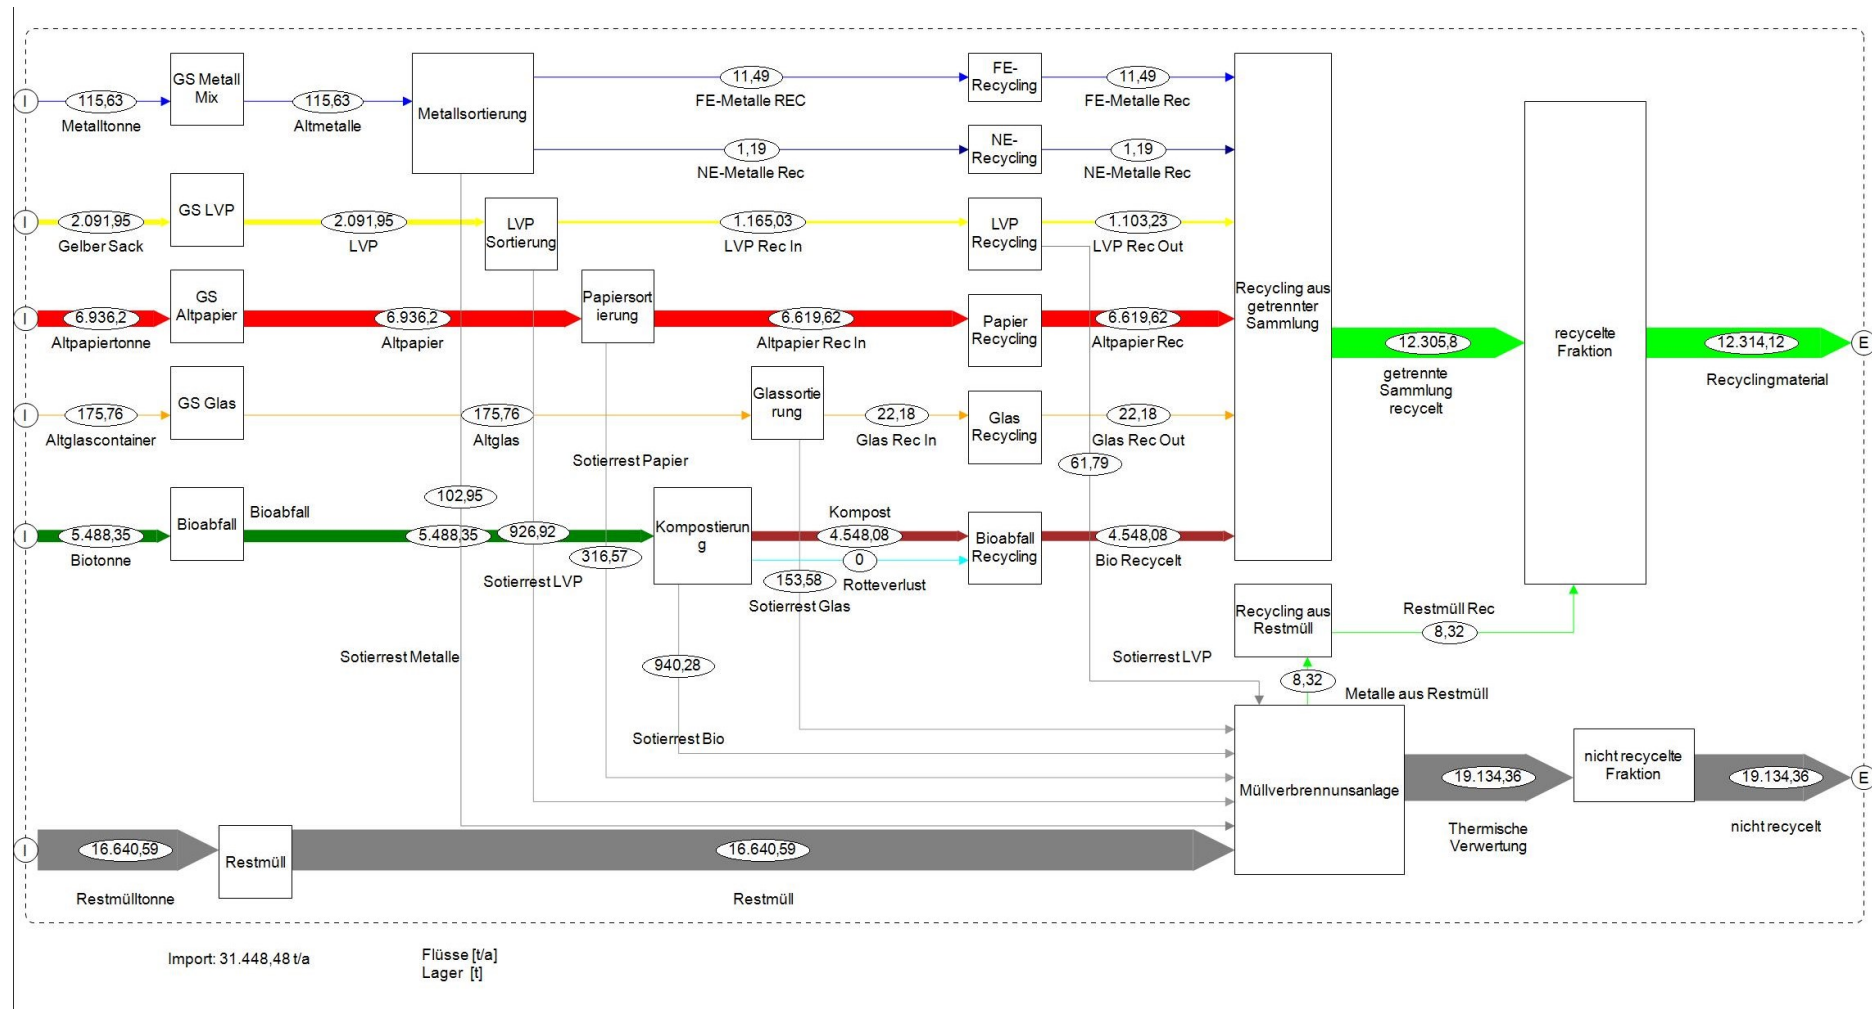 I
115,63
Metalltonne
GS Metall
Mix
115,63
Altmetalle
Metallsortierung
11,49
FE-Metalle REC
FE-
Recycling
11,49
FE-Metalle Rec
1,19
NE-Metalle Rec
NE-
Recycling
1,19
NE-Metalle Rec
I
2.091,95
Gelber Sack
GS LVP
2.091,95
LVP
LVP
Sortierung
1.165,03
LVP Rec In
LVP
Recycling
1.103,23
LVP Rec Out
I
6.936,2
Altpapiertonne
GS
Altpapier
6.936,2
Altpapier
Papiersort
ierung
6.619,62
Altpapier Rec In
Papier
Recycling
6.619,62
Altpapier Rec
Recycling aus
getrennter
Sammlung
12.305,8
getrennte
Sammlung
recycelt
recycelte
Fraktion
12.314,12
Recyclingmaterial
E
I
175,76
Altglascontainer
GS Glas
175,76
Altglas
Glassortie
rung
22,18
Glas Rec In
Glas
Recycling
22,18
Glas Rec Out
Sotierrest Papier
61,79
102,95
I
5.488,35
Biotonne
Bioabfall
Bioabfall
5.488,35
926,92
316,57
Sotierrest LVP
Kompostierun
g
Kompost
4.548,08
0
Rotteverlust
153,58
Sotierrest Glas
Bioabfall
Recycling
4.548,08
Bio Recycelt
Recycling aus
Restmüll
Restmüll Rec
8,32
Sotierrest Metalle
940,28
Sotierrest LVP
8,32
Metalle aus Restmüll
Sotierrest Bio
Müllverbrennunsanlage
19.134,36
Thermische
Verwertung
nicht recycelte
Fraktion
19.134,36
nicht recycelt
E
I
16.640,59
Restmülltonne
Restmüll
16.640,59
Restmüll
Import: 31.448,48 t/a
Flüsse [t/a]
Lager [t]